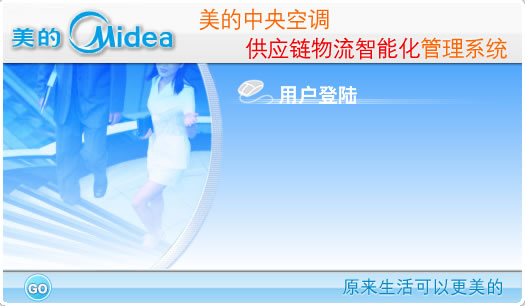 美的 Midea
美的中央空调
供应链物流智能化管理系统
用户登陆
GO
原来生活可以更美的